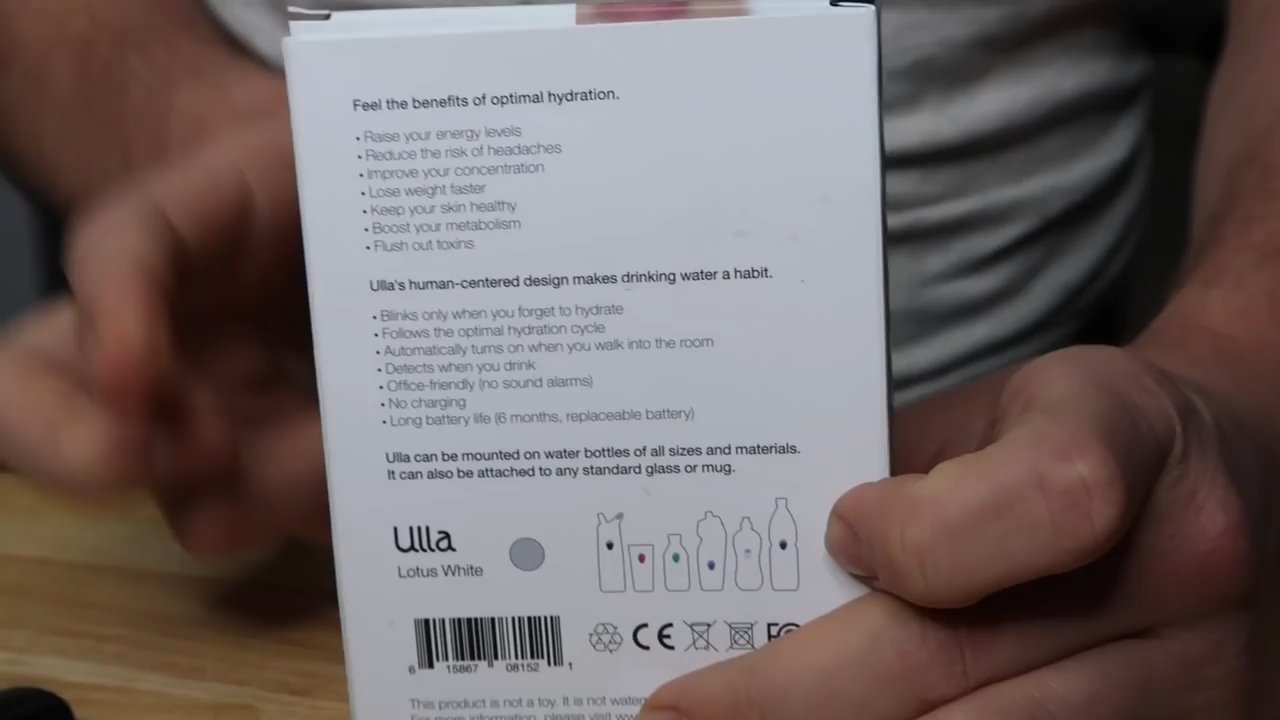 Feel the benefits of optimal hydration.
• Raise your energy levels
• Reduce the risk of headaches
• Improve your concentration
• Lose weight faster
• Keep your skin healthy
• Boost your metabolism
• Flush out toxins
Ulla's human-centered design makes drinking water a habit.
• Blinks only when you forget to hydrate
• Follows the optimal hydration cycle
• Automatically turns on when you walk into the room
• Detects when you drink
• Office-friendly (no sound alarms)
• No charging
• Long battery life (6 months, replaceable battery)
Ulla can be mounted on water bottles of all sizes and materials.
It can also be attached to any standard glass or mug.
Ulla
Lotus White
CE FC
6 15867 08152 1
This product is not a toy. It is not
For more information, please visit